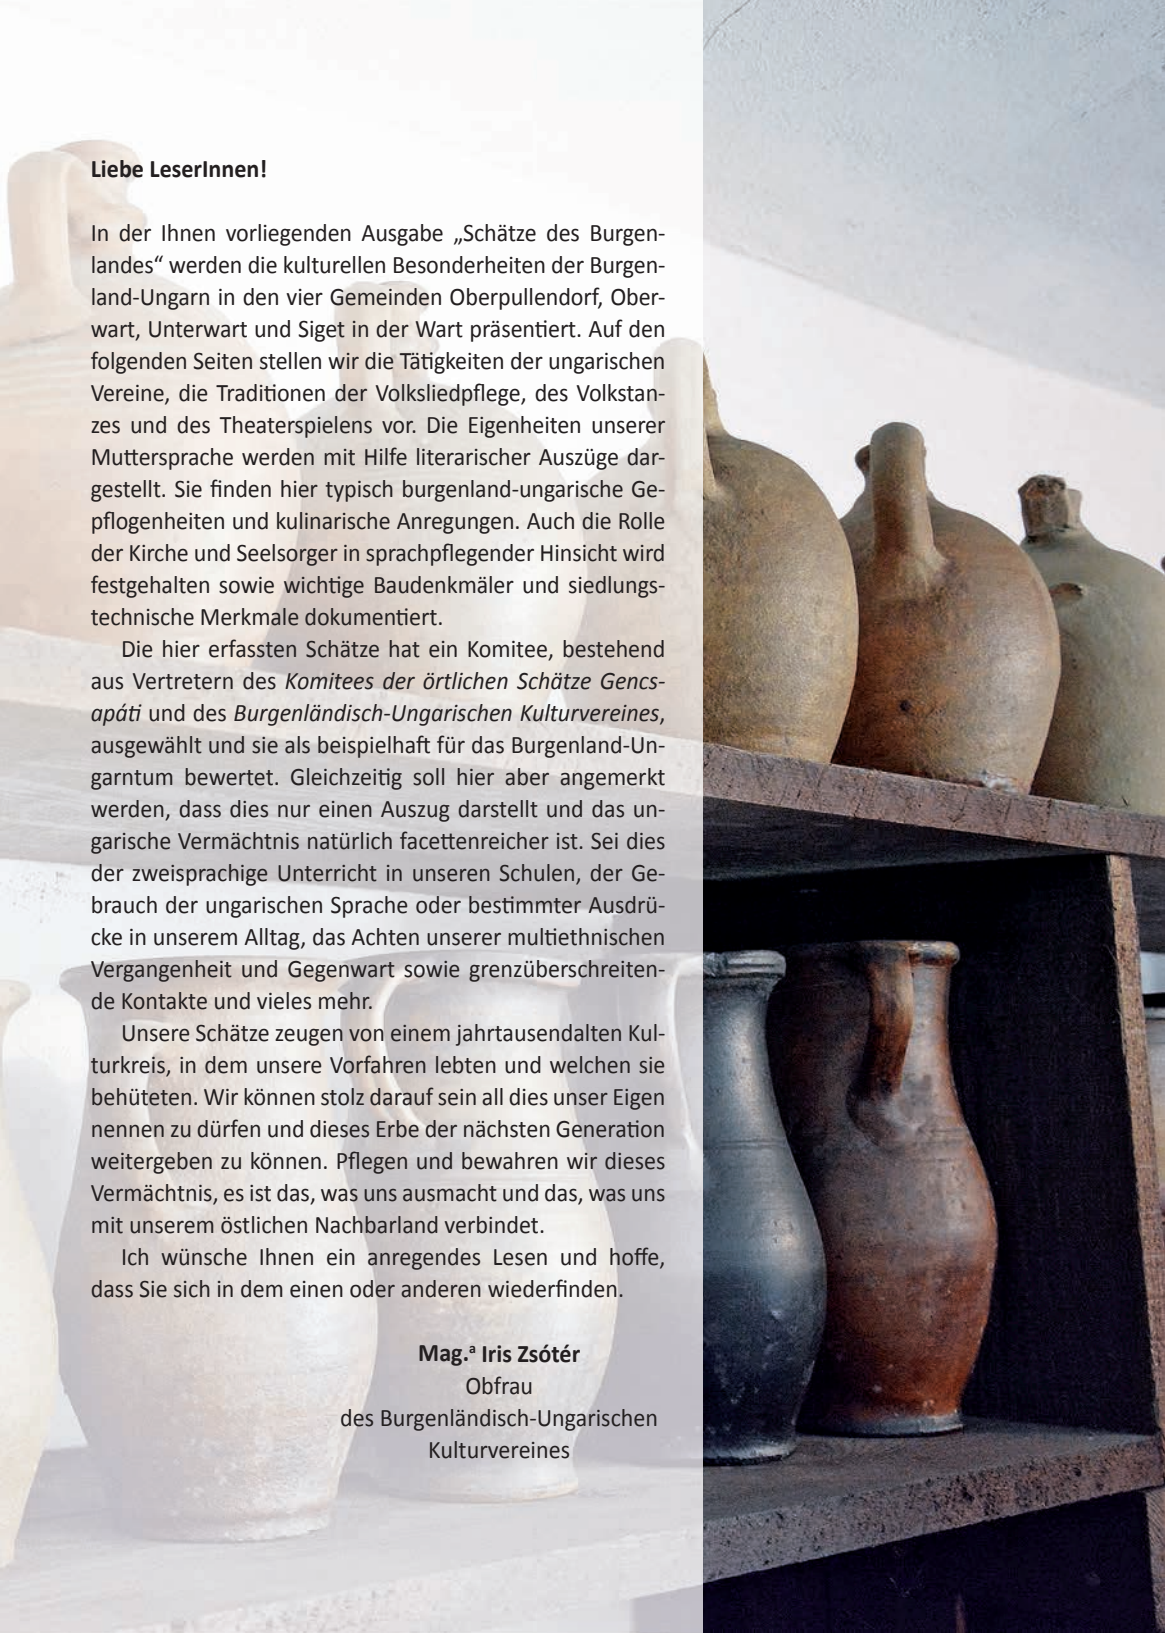 Liebe LeserInnen!
In der Ihnen vorliegenden Ausgabe „Schätze des Burgen-
landes“ werden die kulturellen Besonderheiten der Burgen-
land-Ungarn in den vier Gemeinden Oberpullendorf, Ober-
wart, Unterwart und Siget in der Wart präsentiert. Auf den
folgenden Seiten stellen wir die Tätigkeiten der ungarischen
Vereine, die Traditionen der Volksliedpflege, des Volkstan-
zes und des Theaterspielens vor. Die Eigenheiten unserer
Muttersprache werden mit Hilfe literarischer Auszüge dar-
gestellt. Sie finden hier typisch burgenland-ungarische Ge-
pflogenheiten und kulinarische Anregungen. Auch die Rolle
der Kirche und Seelsorger in sprachpflegender Hinsicht wird
festgehalten sowie wichtige Baudenkmäler und siedlungs-
technische Merkmale dokumentiert.
Die hier erfassten Schätze hat ein Komitee, bestehend
aus Vertretern des Komitees der örtlichen Schätze Gencs-
apáti und des Burgenländisch-Ungarischen Kulturvereines,
ausgewählt und sie als beispielhaft für das Burgenland-Un-
garntum bewertet. Gleichzeitig soll hier aber angemerkt
werden, dass dies nur einen Auszug darstellt und das un-
garische Vermächtnis natürlich facettenreicher ist. Sei dies
der zweisprachige Unterricht in unseren Schulen, der Ge-
brauch der ungarischen Sprache oder bestimmter Ausdrü-
cke in unserem Alltag, das Achten unserer multiethnischen
Vergangenheit und Gegenwart sowie grenzüberschreiten-
de Kontakte und vieles mehr.
Unsere Schätze zeugen von einem jahrtausendalten Kul-
turkreis, in dem unsere Vorfahren lebten und welchen sie
behüteten. Wir können stolz darauf sein all dies unser Eigen
nennen zu dürfen und dieses Erbe der nächsten Generation
weitergeben zu können. Pflegen und bewahren wir dieses
Vermächtnis, es ist das, was uns ausmacht und das, was uns
mit unserem östlichen Nachbarland verbindet.
Ich wünsche Ihnen ein anregendes Lesen und hoffe,
dass Sie sich in dem einen oder anderen wiederfinden.
Mag.ᵃ Iris Zsótér
Obfrau
des Burgenländisch-Ungarischen
Kulturvereines